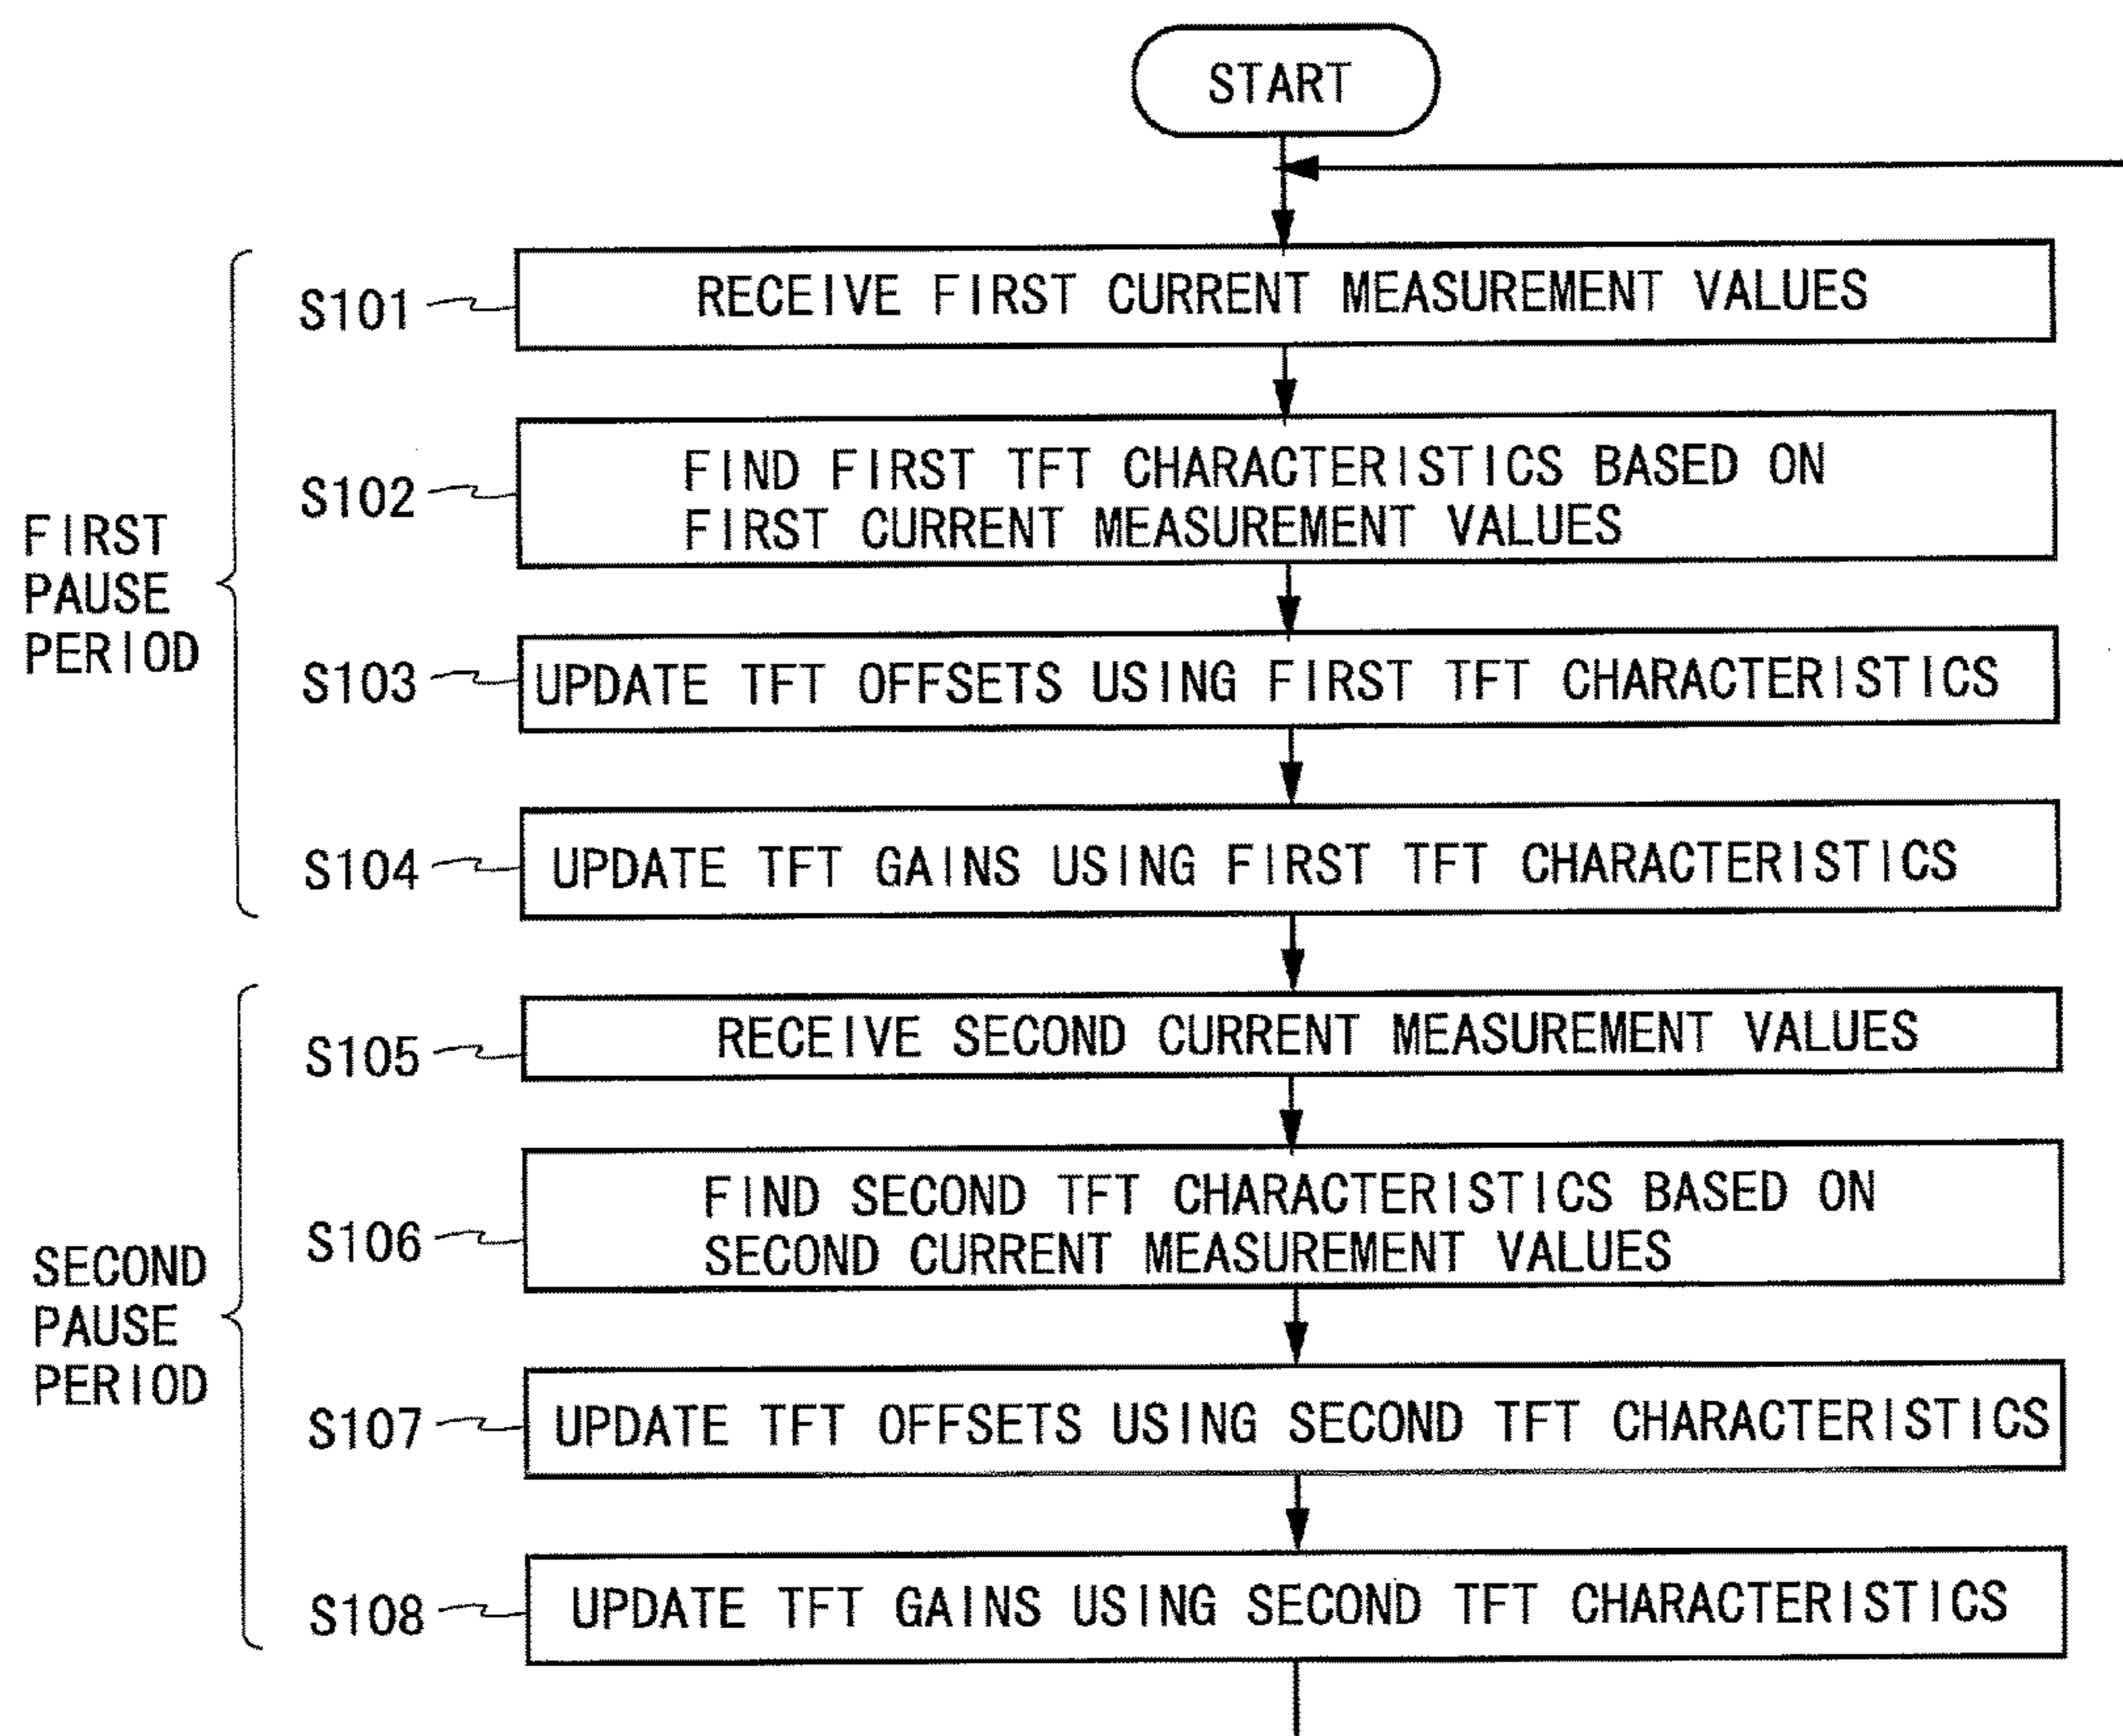 START
FIRST
PAUSE
PERIOD
S101
RECEIVE FIRST CURRENT MEASUREMENT VALUES
S102
FIND FIRST TFT CHARACTERISTICS BASED ON
FIRST CURRENT MEASUREMENT VALUES
S103
UPDATE TFT OFFSETS USING FIRST TFT CHARACTERISTICS
S104
UPDATE TFT GAINS USING FIRST TFT CHARACTERISTICS
SECOND
PAUSE
PERIOD
S105
RECEIVE SECOND CURRENT MEASUREMENT VALUES
S106
FIND SECOND TFT CHARACTERISTICS BASED ON
SECOND CURRENT MEASUREMENT VALUES
S107
UPDATE TFT OFFSETS USING SECOND TFT CHARACTERISTICS
S108
UPDATE TFT GAINS USING SECOND TFT CHARACTERISTICS